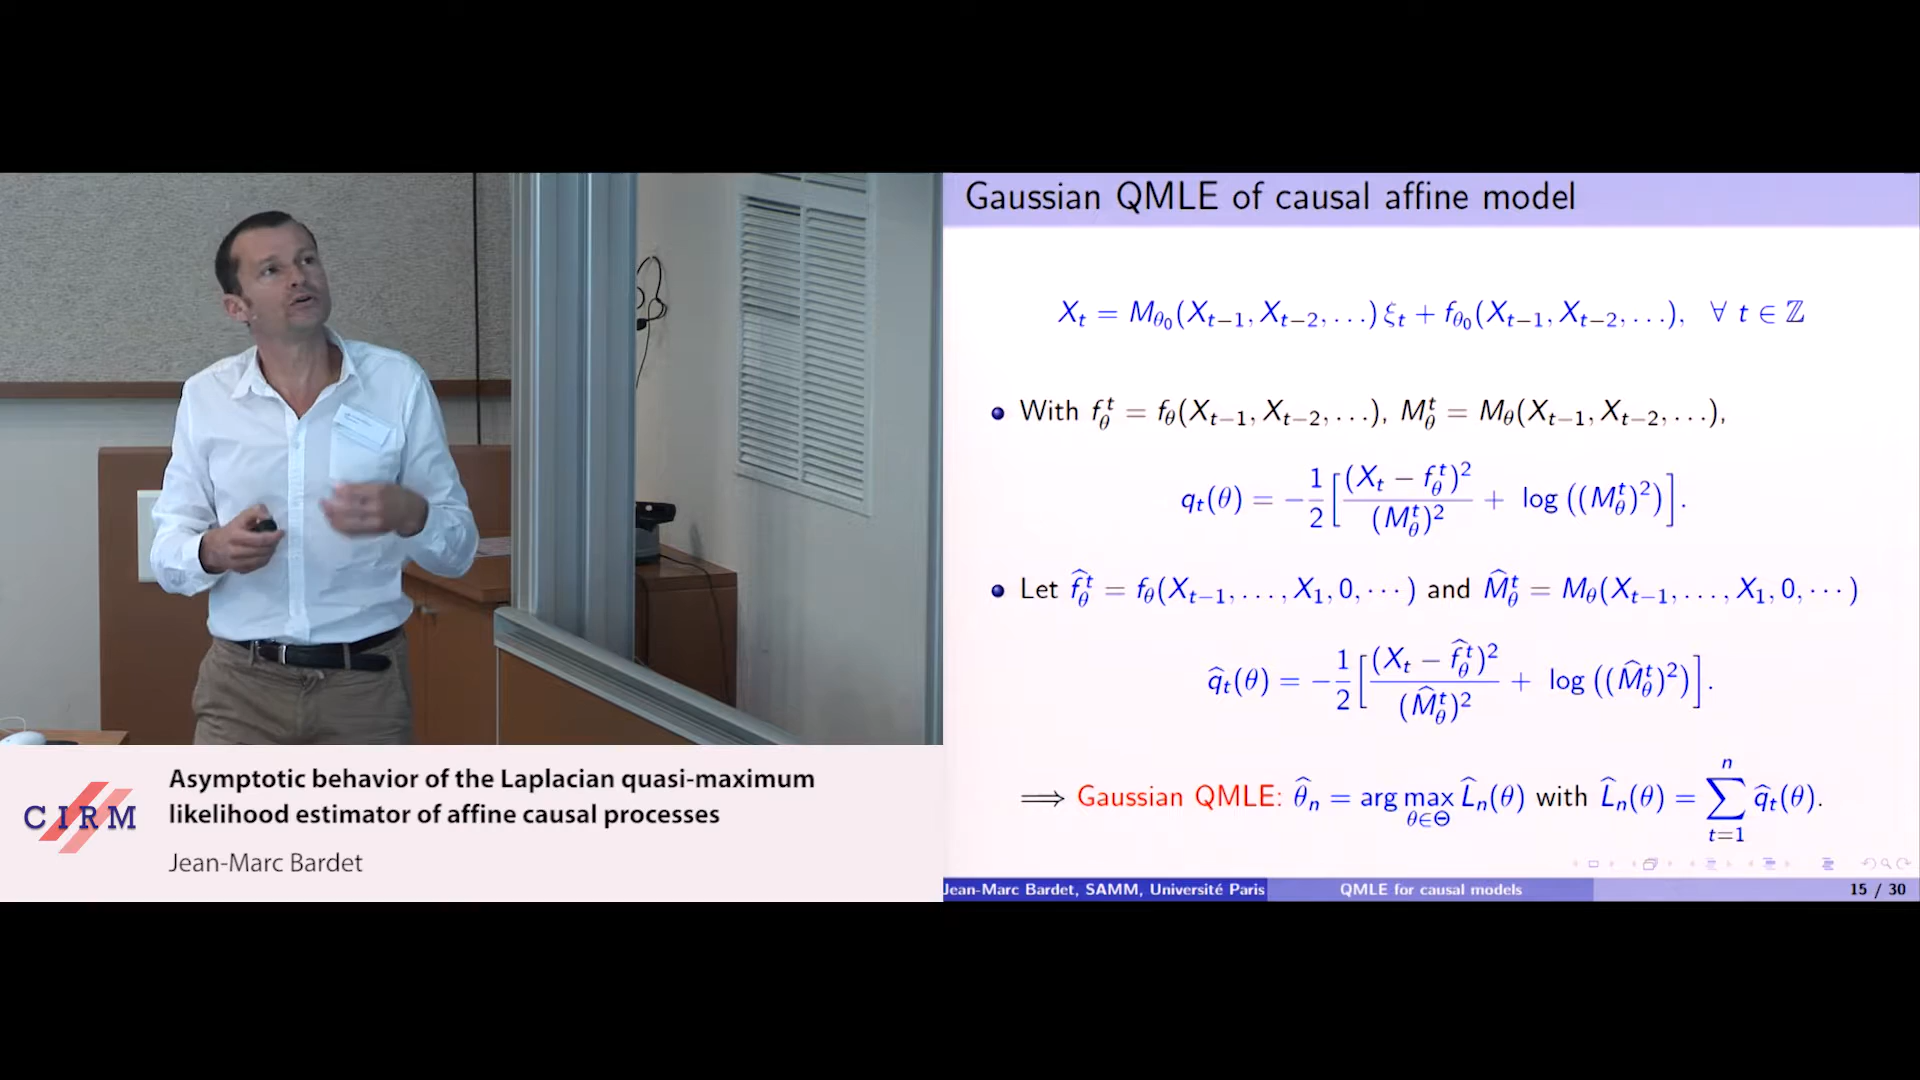 Gaussian QMLE of causal affine model
X_t = M_{θ_0}(X_{t−1}, X_{t−2}, …) ξ_t + f_{θ_0}(X_{t−1}, X_{t−2}, …), ∀ t ∈ ℤ
With f_θ^t = f_θ(X_{t−1}, X_{t−2}, …), M_θ^t = M_θ(X_{t−1}, X_{t−2}, …),
q_t(θ) = −1/2 [ (X_t − f_θ^t)^2 / (M_θ^t)^2 + log ((M_θ^t)^2) ].
Let \hat{f}_θ^t = f_θ(X_{t−1}, …, X_1, 0, ⋯) and \hat{M}_θ^t = M_θ(X_{t−1}, …, X_1, 0, ⋯)
\hat{q}_t(θ) = −1/2 [ (X_t − \hat{f}_θ^t)^2 / (\hat{M}_θ^t)^2 + log ((\hat{M}_θ^t)^2) ].
⟹ Gaussian QMLE: \hat{θ}_n = arg max_{θ∈Θ} \hat{L}_n(θ) with \hat{L}_n(θ) = ∑_{t=1}^{n} \hat{q}_t(θ).
Jean-Marc Bardet, SAMM, Université Paris QMLE for causal models 15 / 30
CIRM
Asymptotic behavior of the Laplacian quasi-maximum
likelihood estimator of affine causal processes
Jean-Marc Bardet